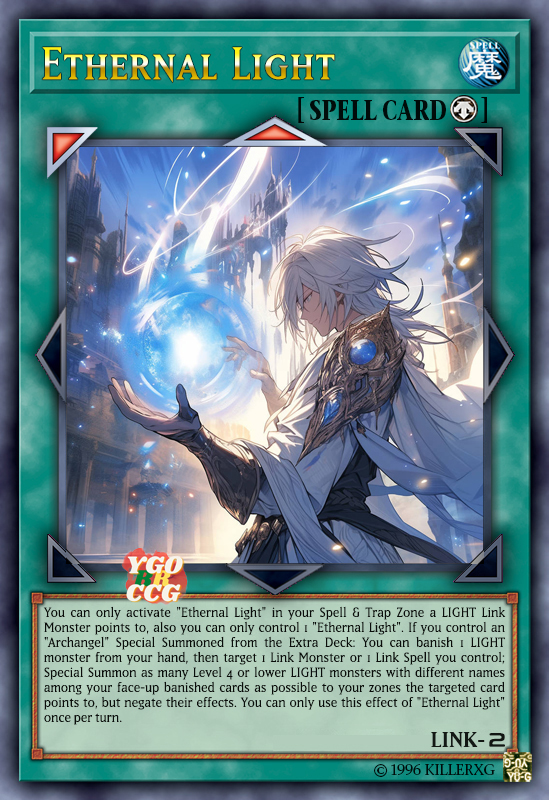 Ethernal Light
SPELL
魔
[ SPELL CARD ]
YGO
BR
CCG
You can only activate "Ethernal Light" in your Spell & Trap Zone a LIGHT Link
Monster points to, also you can only control 1 "Ethernal Light". If you control an
"Archangel" Special Summoned from the Extra Deck: You can banish 1 LIGHT
monster from your hand, then target 1 Link Monster or 1 Link Spell you control;
Special Summon as many Level 4 or lower LIGHT monsters with different names
among your face-up banished cards as possible to your zones the targeted card
points to, but negate their effects. You can only use this effect of "Ethernal Light"
once per turn.
LINK-2
© 1996 KILLERXG
YU-G